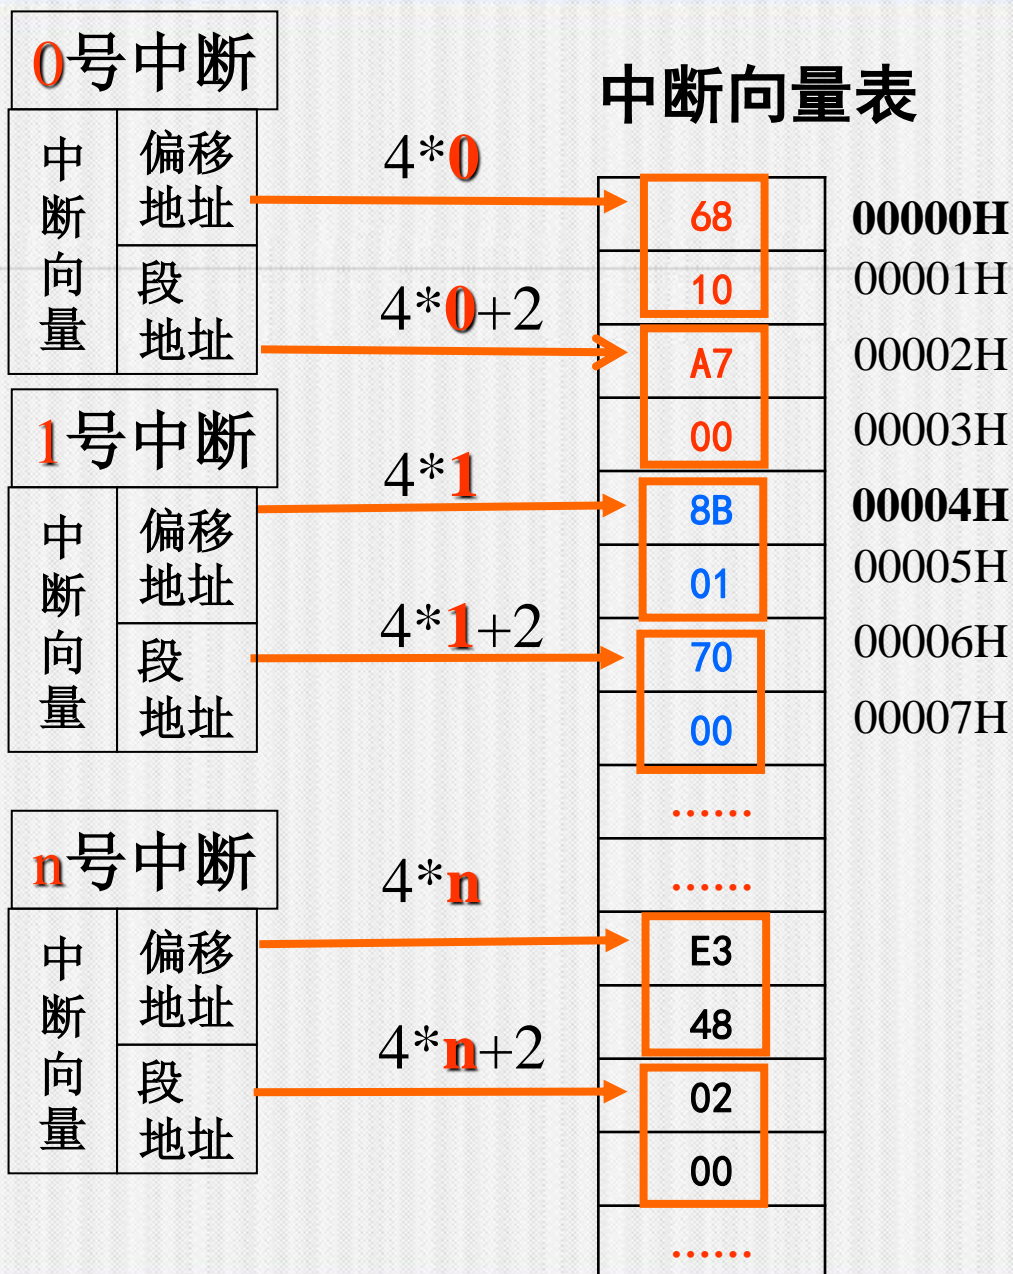 0号中断
中断向量表
中断向量
偏移
地址
段
地址
4*0
4*0+2
68
00000H
10
00001H
A7
00002H
00
00003H
1号中断
中断向量
偏移
地址
段
地址
4*1
4*1+2
8B
00004H
01
00005H
70
00006H
00
00007H
......
......
n号中断
中断向量
偏移
地址
段
地址
4*n
4*n+2
E3
48
02
00
......